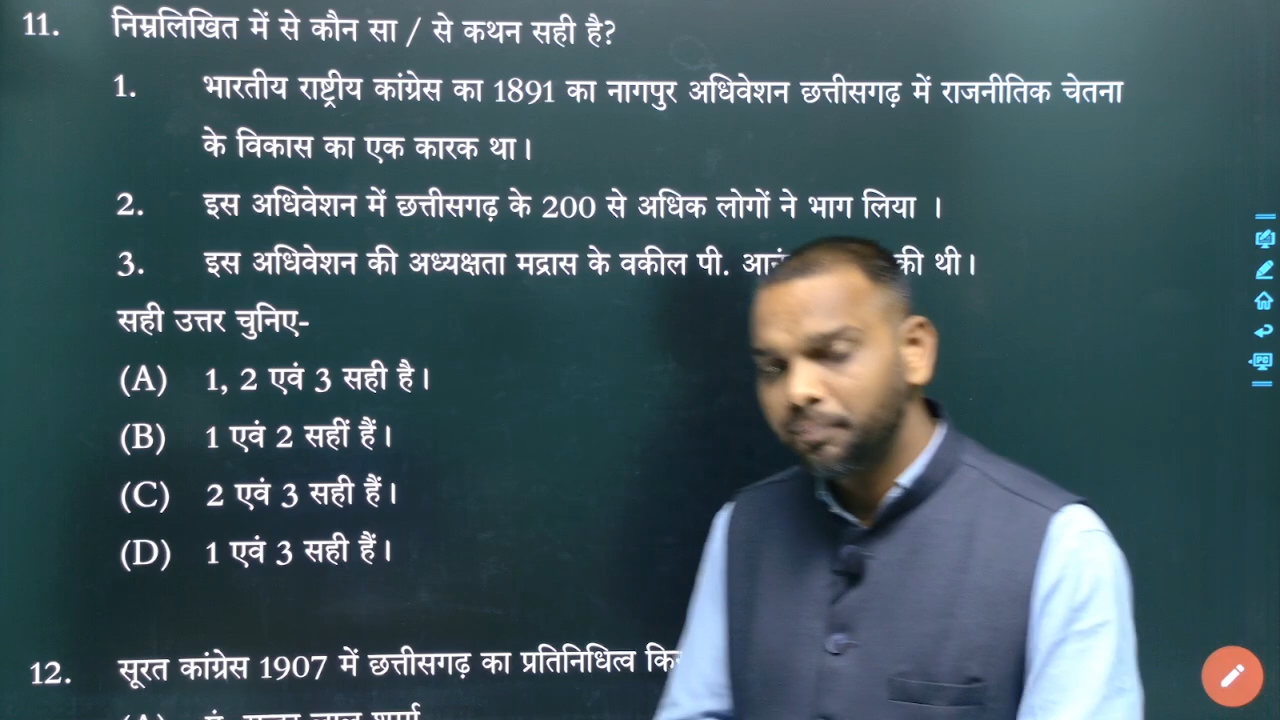 11. निम्नलिखित में से कौन सा / से कथन सही है?
1. भारतीय राष्ट्रीय कांग्रेस का 1891 का नागपुर अधिवेशन छत्तीसगढ़ में राजनीतिक चेतना
के विकास का एक कारक था।
2. इस अधिवेशन में छत्तीसगढ़ के 200 से अधिक लोगों ने भाग लिया ।
3. इस अधिवेशन की अध्यक्षता मद्रास के वकील पी. की थी।
सही उत्तर चुनिए-
(A) 1, 2 एवं 3 सही है।
(B) 1 एवं 2 सहीं हैं।
(C) 2 एवं 3 सही हैं।
(D) 1 एवं 3 सही हैं।
12. सूरत कांग्रेस 1907 में छत्तीसगढ़ का प्रतिनिधित्व
PC